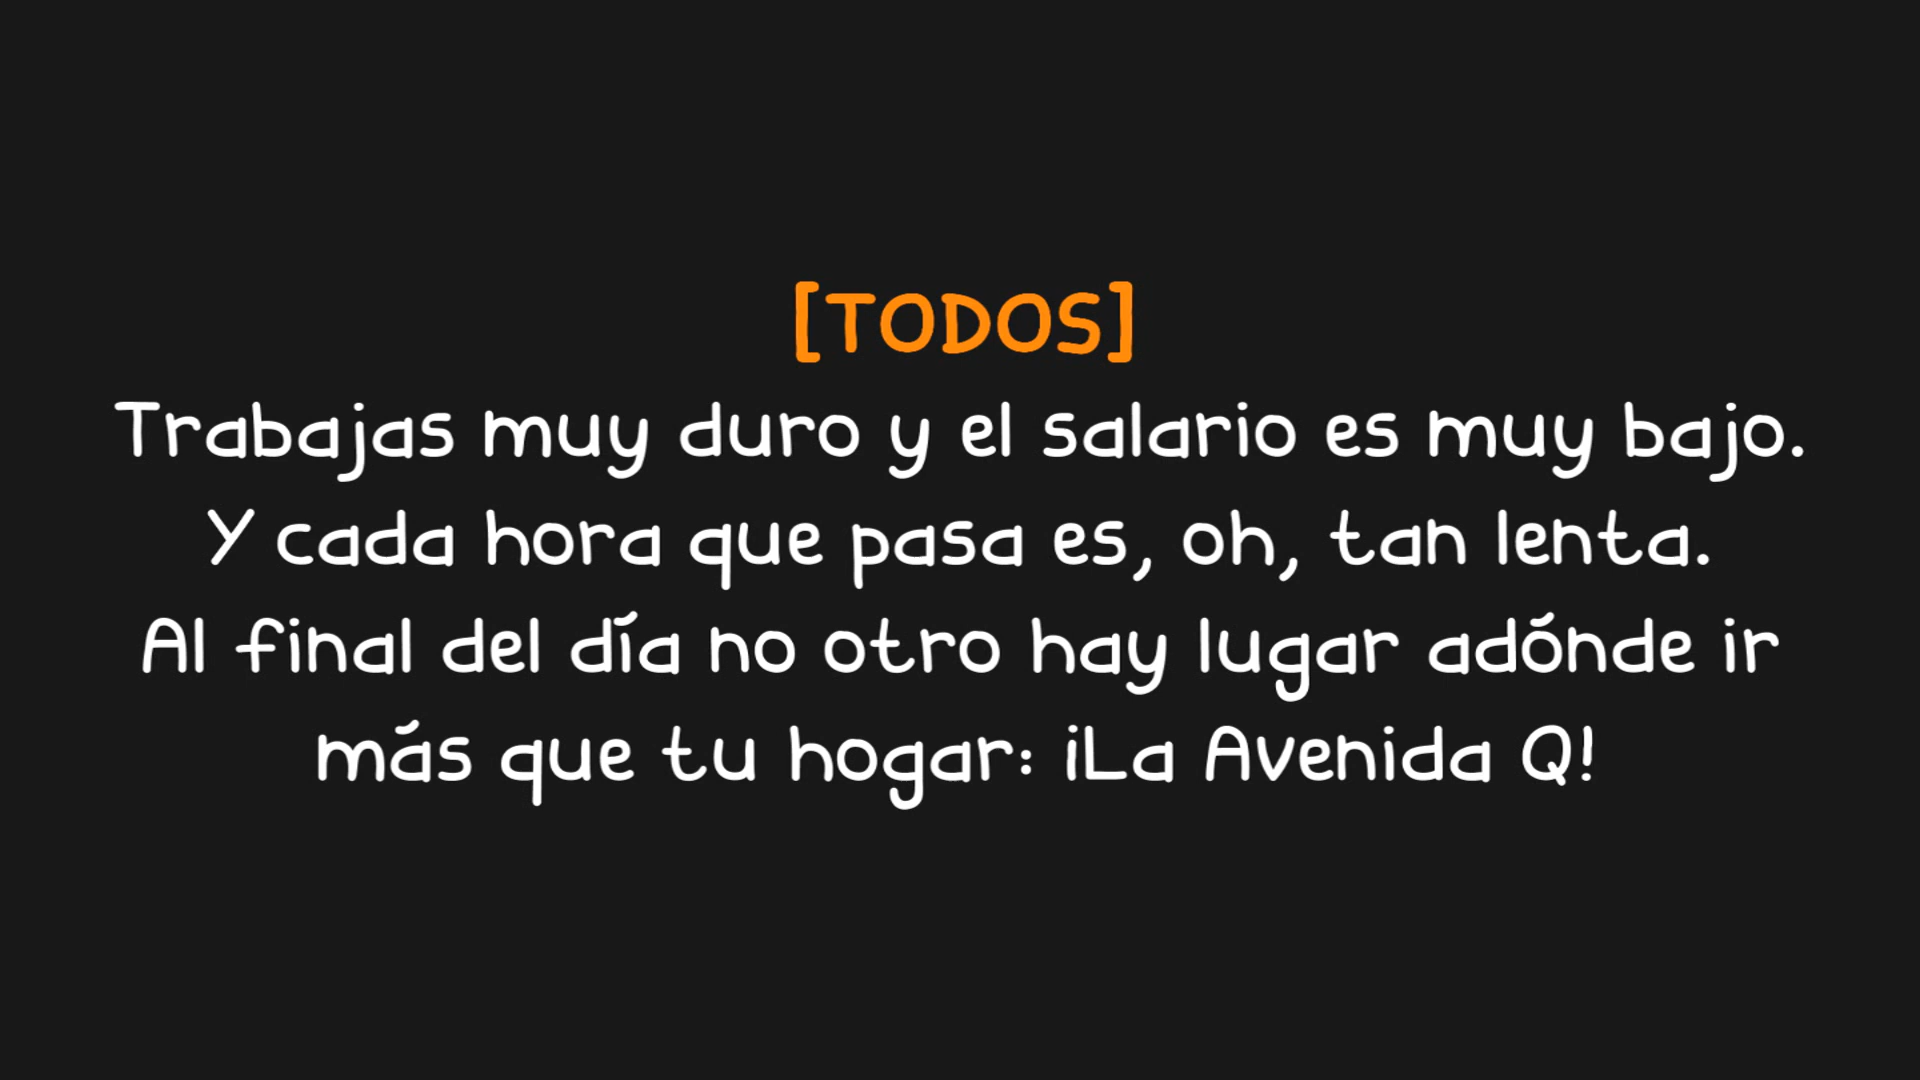 [TODOS]
Trabajas muy duro y el salario es muy bajo.
Y cada hora que pasa es, oh, tan lenta.
Al final del día no otro hay lugar adónde ir
más que tu hogar: ¡La Avenida Q!